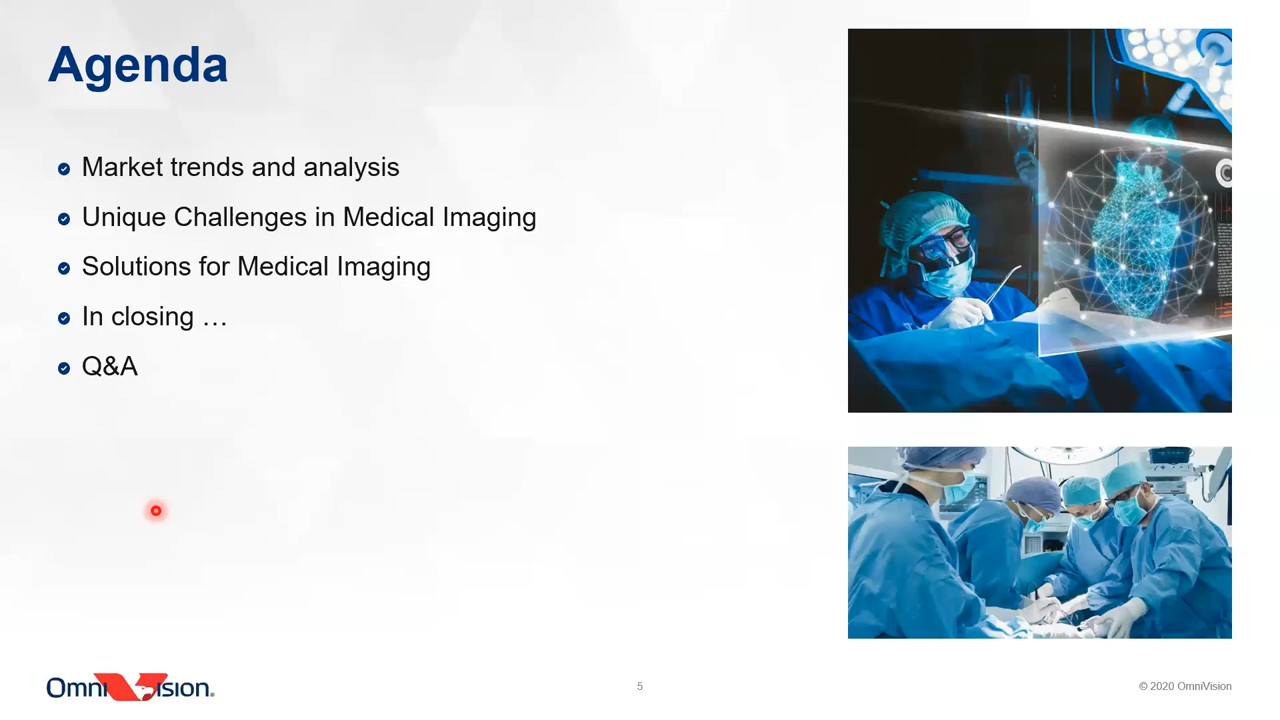 Agenda
Market trends and analysis
Unique Challenges in Medical Imaging
Solutions for Medical Imaging
In closing …
Q&A
OmniVision®
5
© 2020 OmniVision